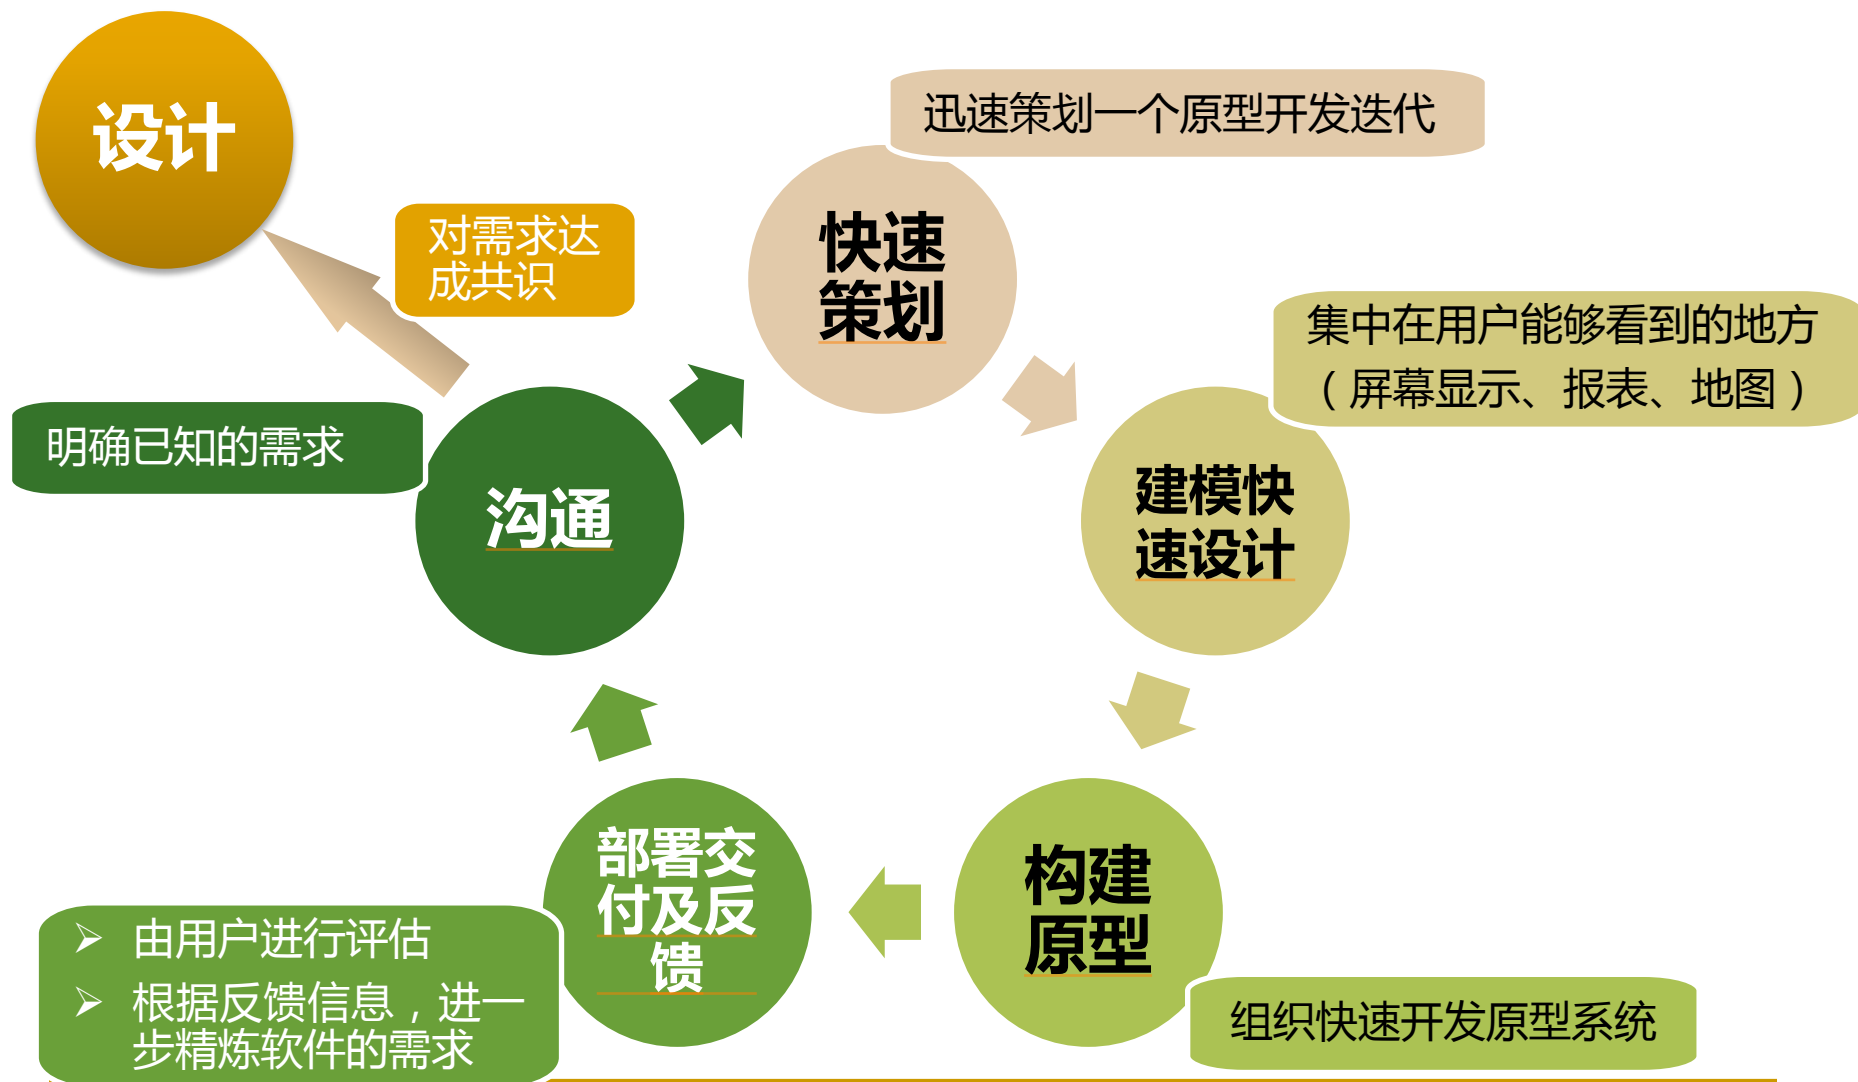 设计
迅速策划一个原型开发迭代
对需求达
成共识
快速
策划
集中在用户能够看到的地方
（屏幕显示、报表、地图）
明确已知的需求
沟通
建模快
速设计
部署交
付及反
馈
构建
原型
➢ 由用户进行评估
➢ 根据反馈信息，进一
步精炼软件的需求
组织快速开发原型系统